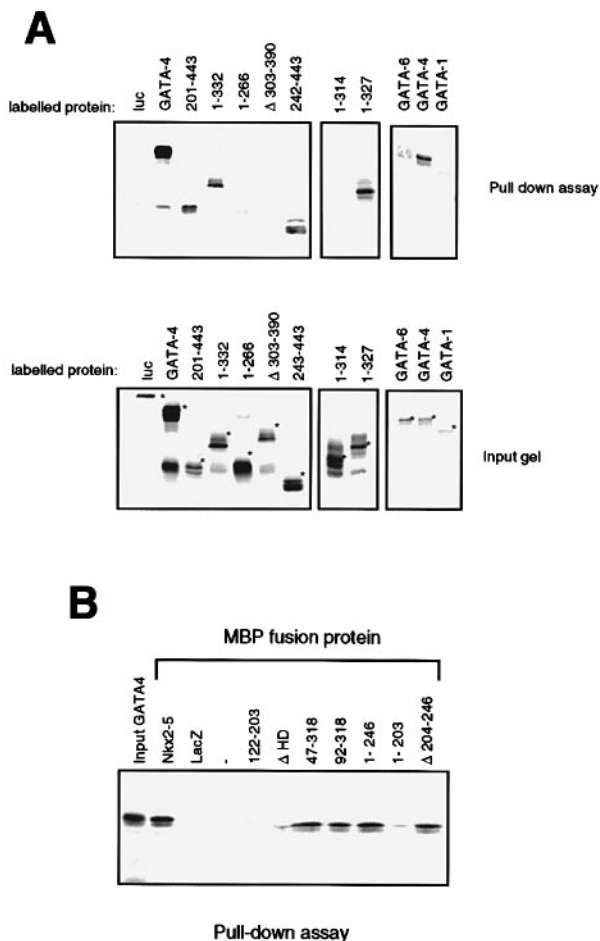 A
labelled protein:
luc
GATA-4
201-443
1-332
1-266
Δ 303-390
242-443
1-314
1-327
GATA-6
GATA-4
GATA-1
Pull down assay
labelled protein:
luc
GATA-4
201-443
1-332
1-266
Δ 303-390
243-443
1-314
1-327
GATA-6
GATA-4
GATA-1
* * * * * * * * * * * *
Input gel
B
MBP fusion protein
Input GATA4
Nkx2-5
LacZ
-
122-203
Δ HD
47-318
92-318
1- 246
1- 203
Δ 204-246
Pull-down assay